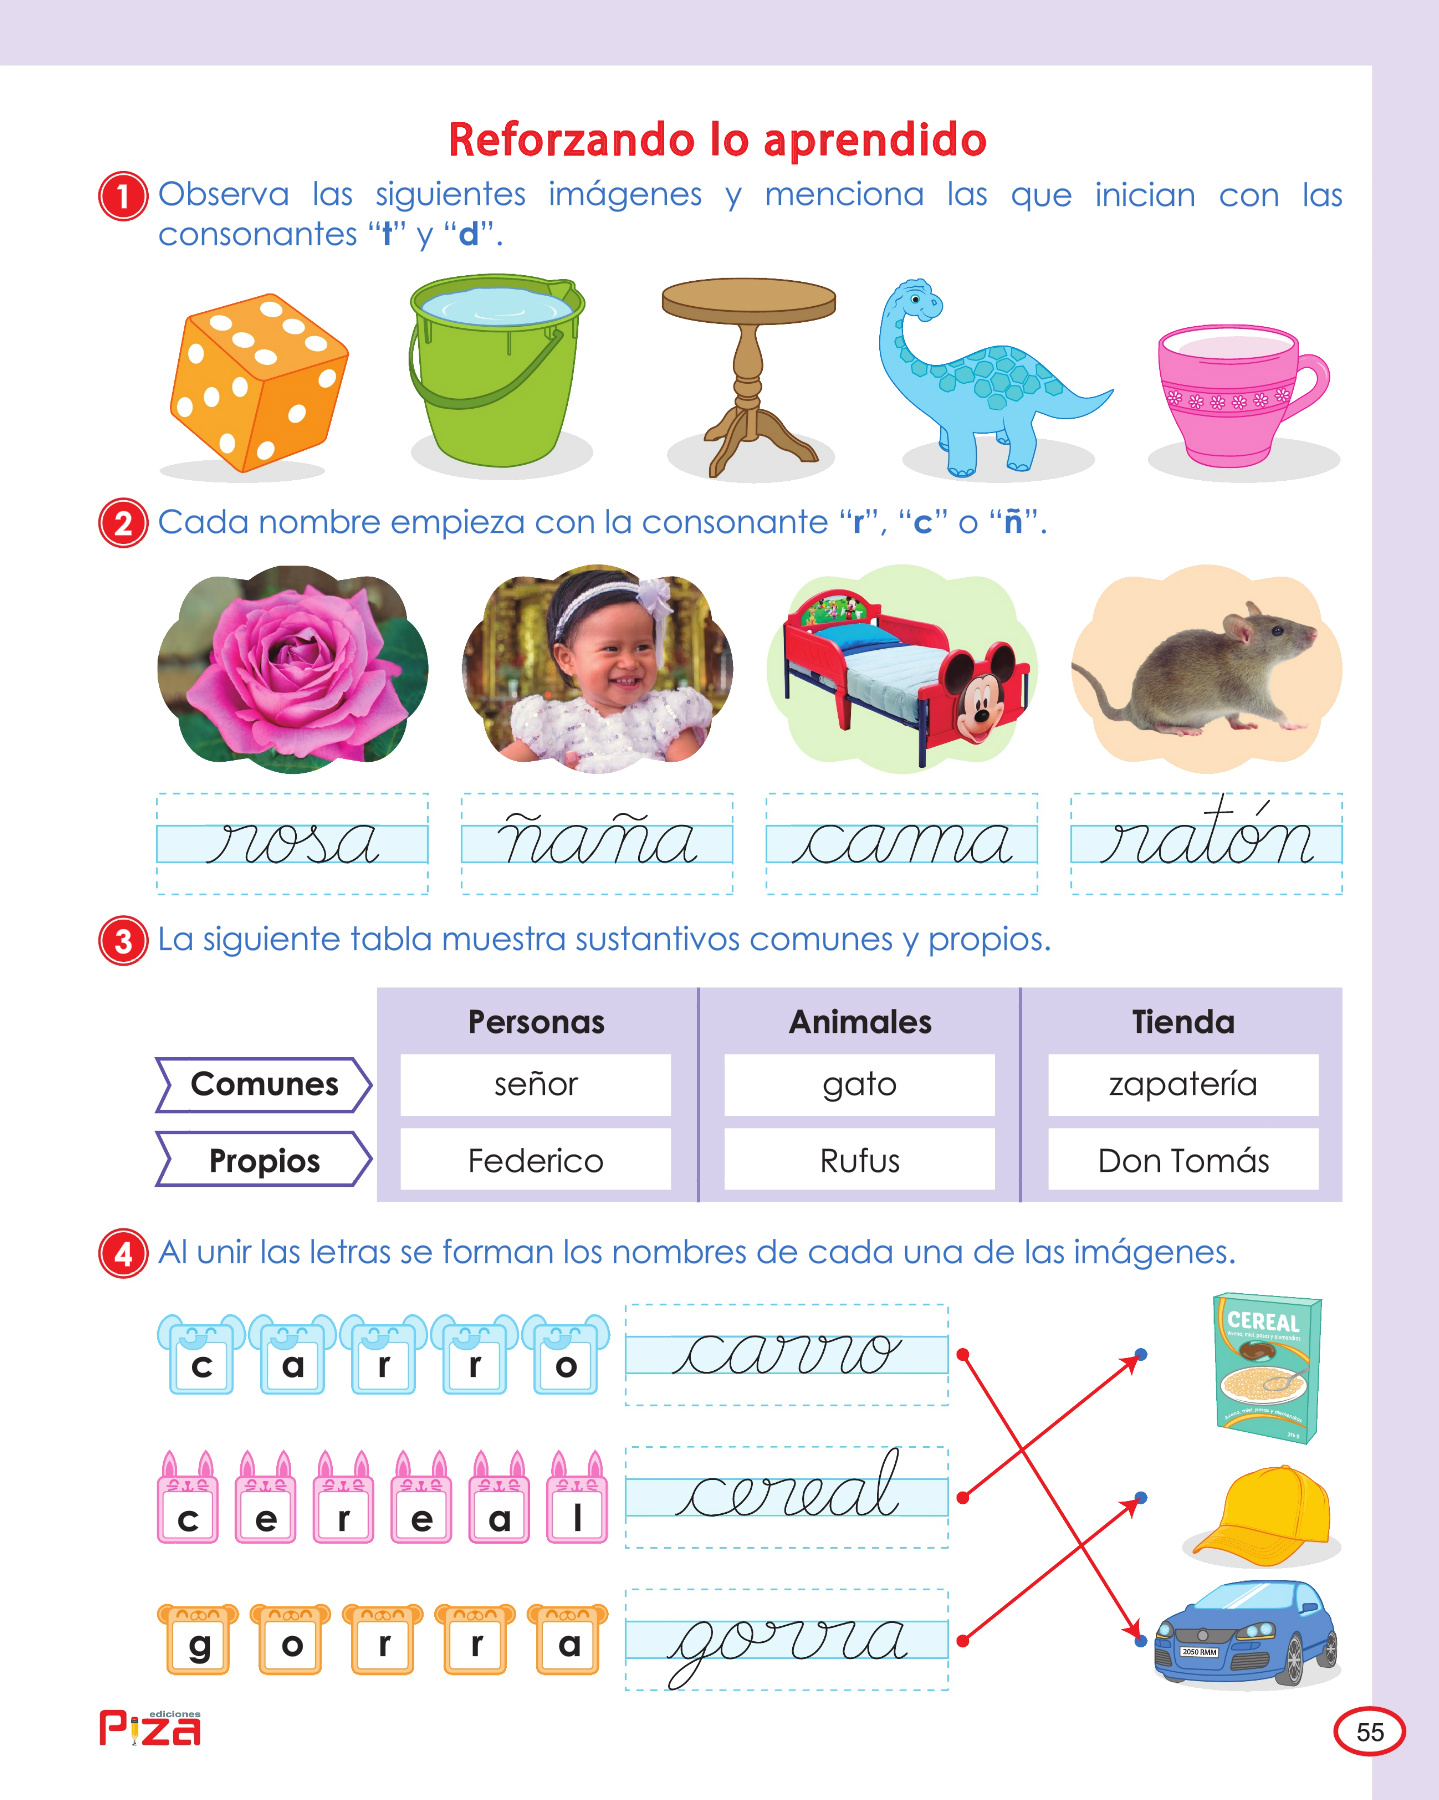 Reforzando lo aprendido
1 Observa las siguientes imágenes y menciona las que inician con las
consonantes “t” y “d”.
2 Cada nombre empieza con la consonante “r”, “c” o “ñ”.
rosa ñaña cama ratón
3 La siguiente tabla muestra sustantivos comunes y propios.
Personas Animales Tienda
Comunes señor gato zapatería
Propios Federico Rufus Don Tomás
4 Al unir las letras se forman los nombres de cada una de las imágenes.
CEREAL
c a r r o carro
c e r e a l cereal
g o r r a gorra
2050 RMM
ediciones
Piza
55